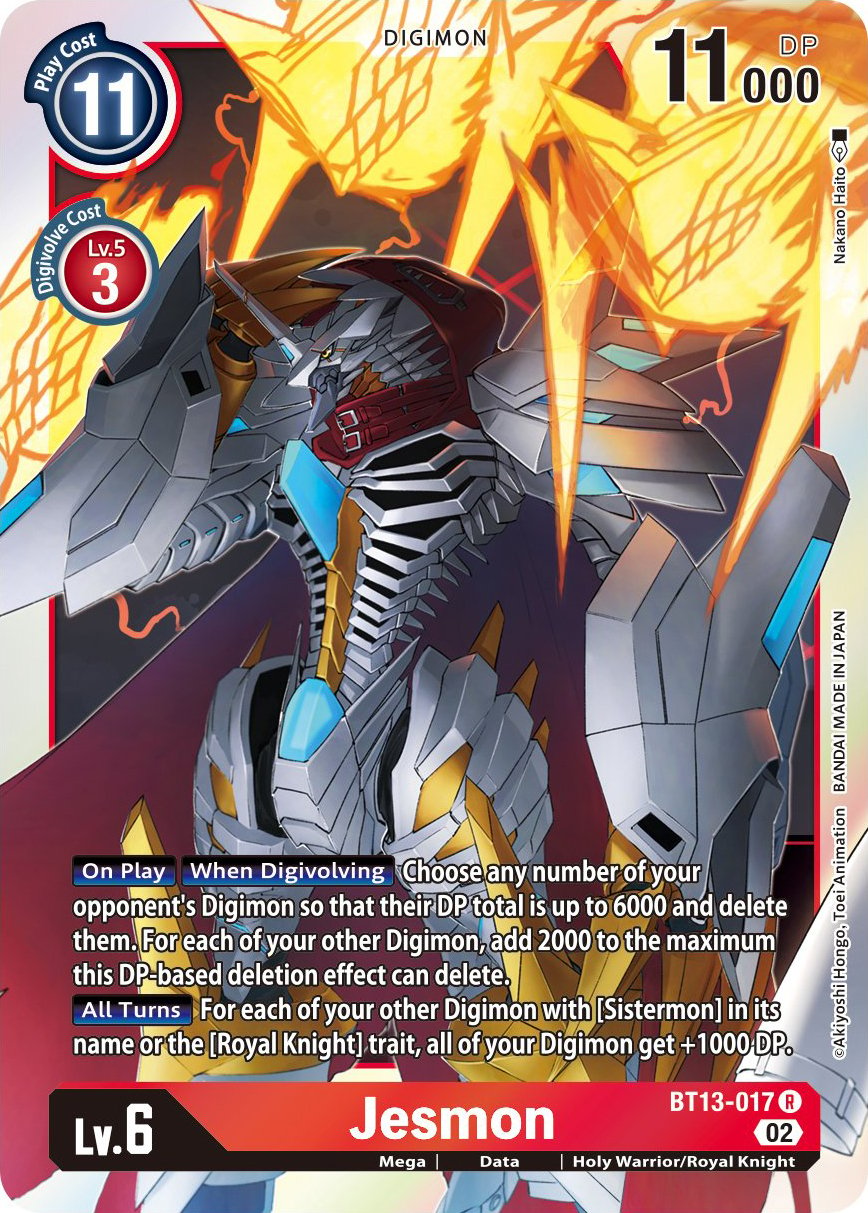 DIGIMON
Play Cost
11
DP
11000
Digivolve Cost
Lv.5
3
Nakano Haito
On Play When Digivolving Choose any number of your
opponent's Digimon so that their DP total is up to 6000 and delete
them. For each of your other Digimon, add 2000 to the maximum
this DP-based deletion effect can delete.
All Turns For each of your other Digimon with [Sistermon] in its
name or the [Royal Knight] trait, all of your Digimon get +1000 DP.
©Akiyoshi Hongo, Toei Animation BANDAI MADE IN JAPAN
BT13-017 R
Lv.6
Jesmon
02
Mega | Data | Holy Warrior/Royal Knight